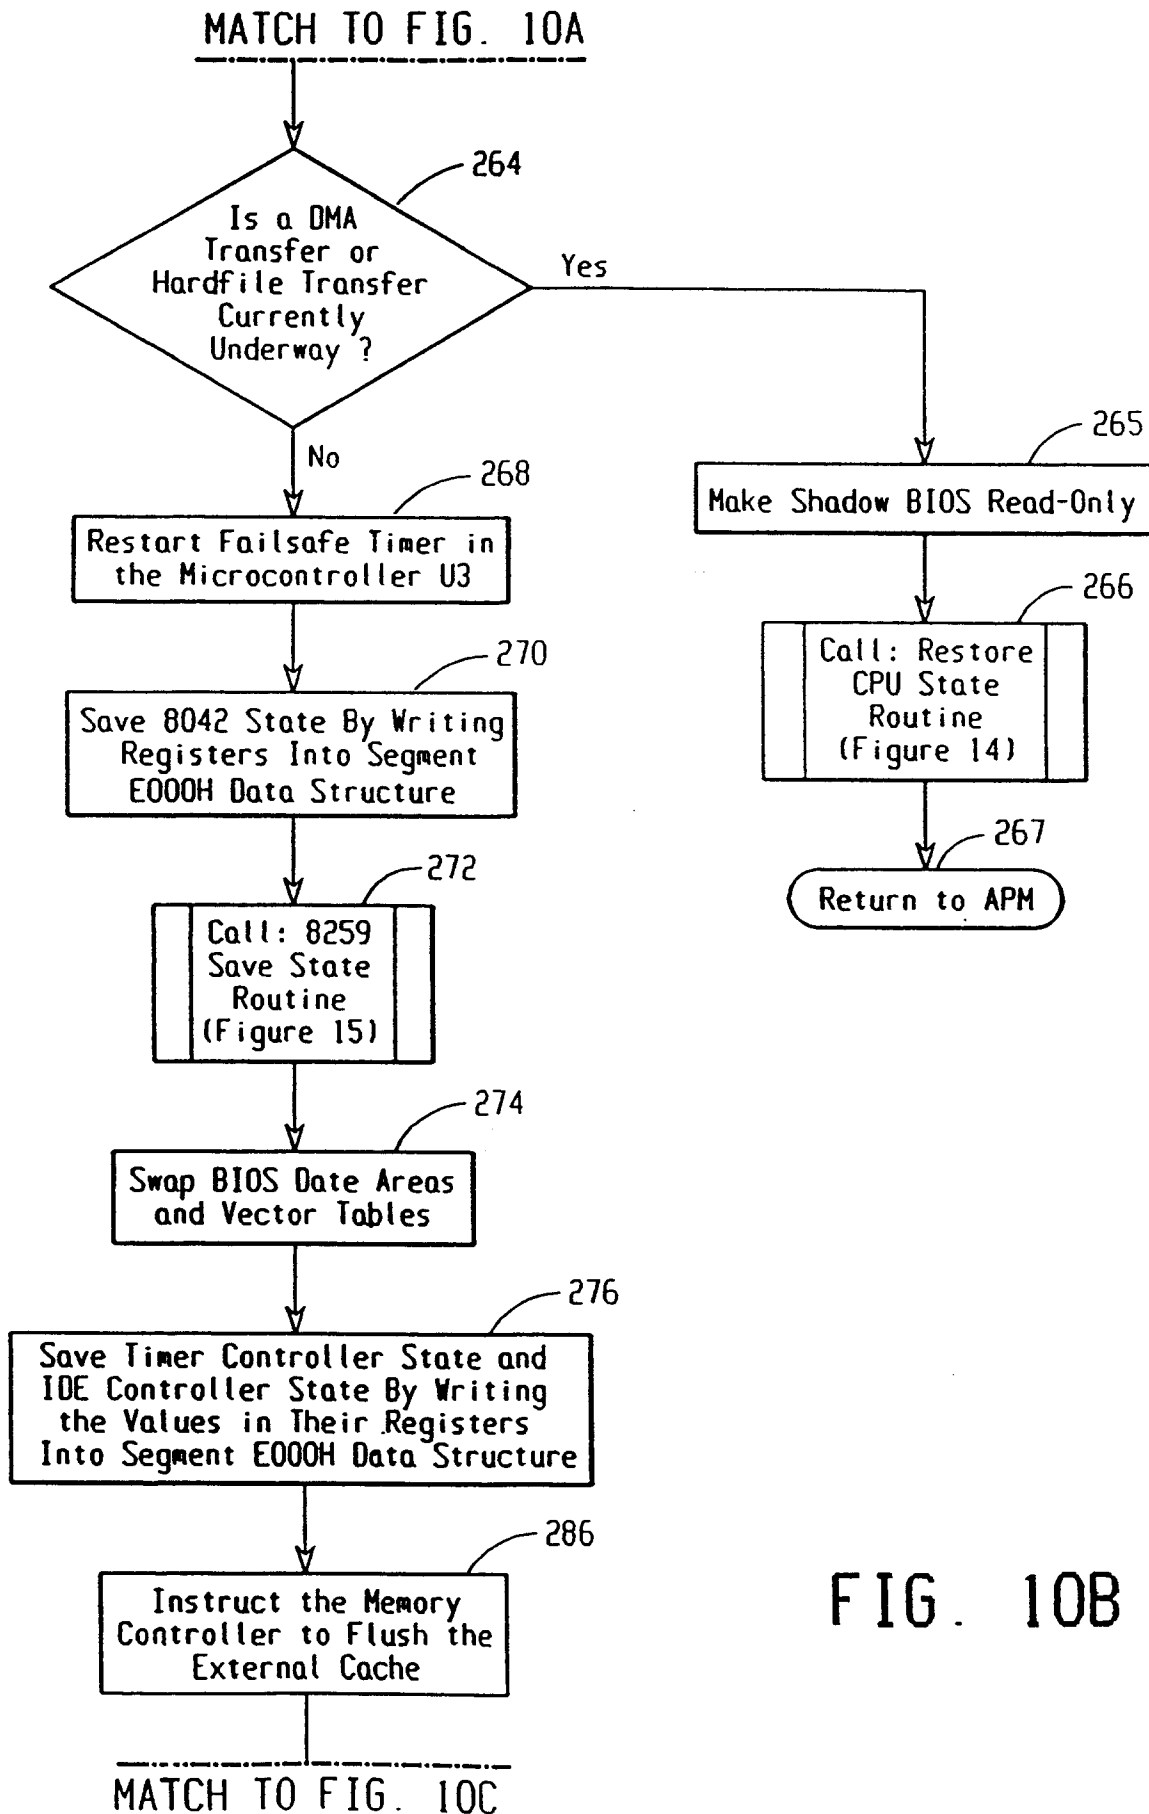 MATCH TO FIG. 10A
264
Is a DMA
Transfer or
Hardfile Transfer
Currently
Underway ?
Yes
No
265
Make Shadow BIOS Read-Only
268
Restart Failsafe Timer in
the Microcontroller U3
266
Call: Restore
CPU State
Routine
(Figure 14)
270
Save 8042 State By Writing
Registers Into Segment
E000H Data Structure
267
Return to APM
272
Call: 8259
Save State
Routine
(Figure 15)
274
Swap BIOS Date Areas
and Vector Tables
276
Save Timer Controller State and
IDE Controller State By Writing
the Values in Their Registers
Into Segment E000H Data Structure
286
Instruct the Memory
Controller to Flush the
External Cache
FIG. 10B
MATCH TO FIG. 10C